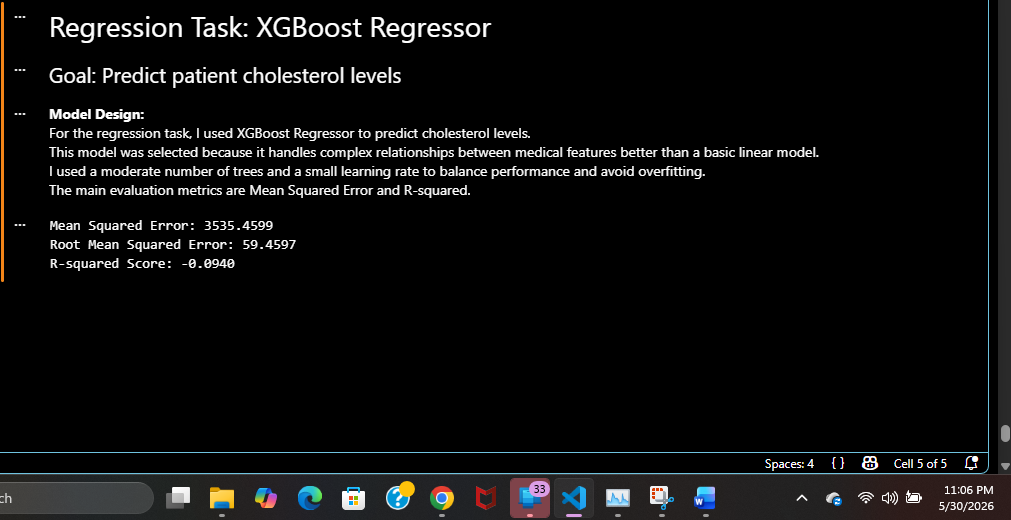 Regression Task: XGBoost Regressor
Goal: Predict patient cholesterol levels
Model Design:
For the regression task, I used XGBoost Regressor to predict cholesterol levels.
This model was selected because it handles complex relationships between medical features better than a basic linear model.
I used a moderate number of trees and a small learning rate to balance performance and avoid overfitting.
The main evaluation metrics are Mean Squared Error and R-squared.
Mean Squared Error: 3535.4599
Root Mean Squared Error: 59.4597
R-squared Score: -0.0940
Spaces: 4 { } Cell 5 of 5
ch 33 11:06 PM
5/30/2026